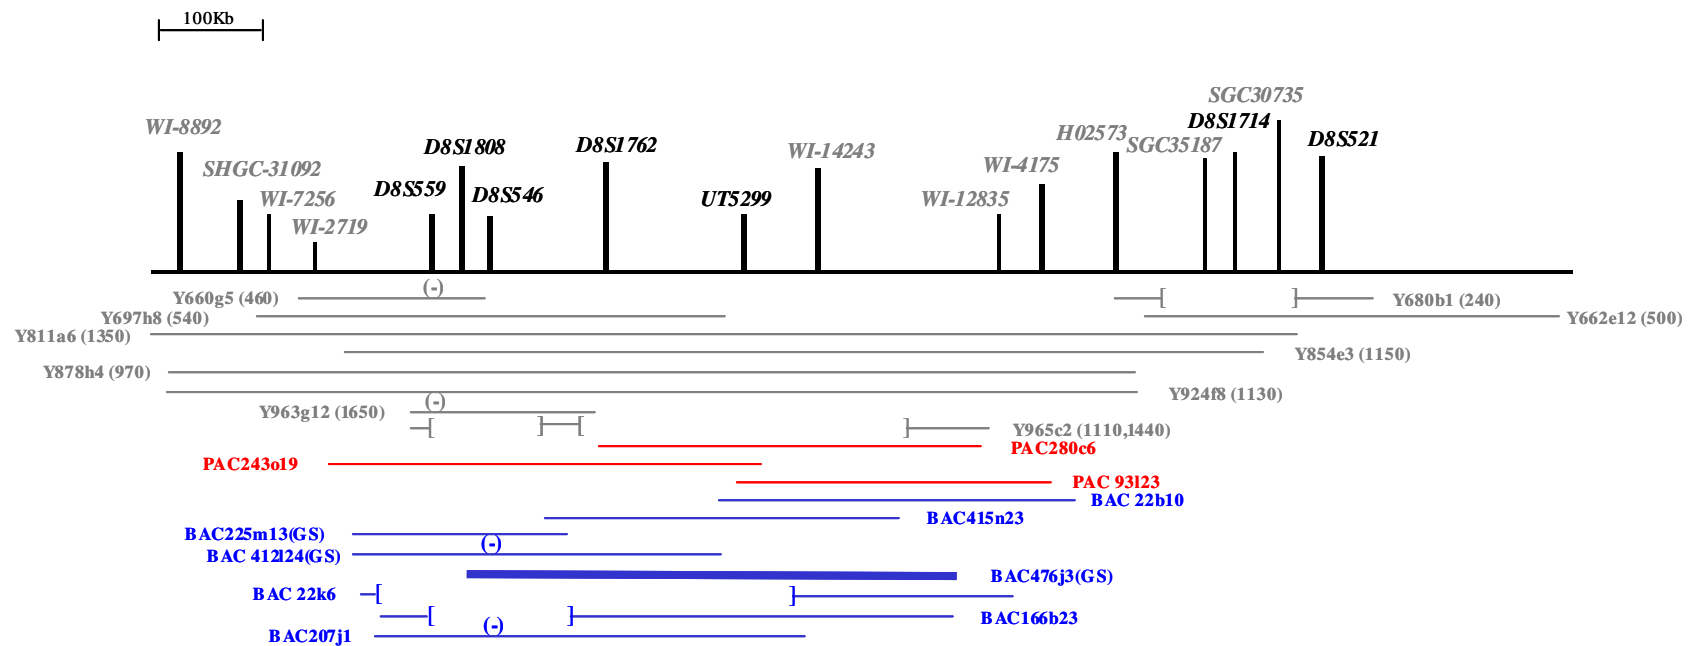 100Kb
SGC30735
WI-8892
D8S1714
H02573
D8S521
D8S1808
D8S1762
SGC35187
WI-14243
SHGC-31092
WI-4175
D8S559
D8S546
WI-7256
UT5299
WI-12835
WI-2719
(-)
Y660g5 (460)
[
]
Y680b1 (240)
Y697h8 (540)
Y662e12 (500)
Y811a6 (1350)
Y854e3 (1150)
Y878h4 (970)
Y924f8 (1130)
(-)
Y963g12 (1650)
[
]
[
]
Y965c2 (1110,1440)
PAC280c6
PAC243o19
PAC 93l23
BAC 22b10
BAC415n23
BAC225m13(GS)
(-)
BAC 412l24(GS)
BAC476j3(GS)
BAC 22k6
[
]
[
]
BAC166b23
(-)
BAC207j1